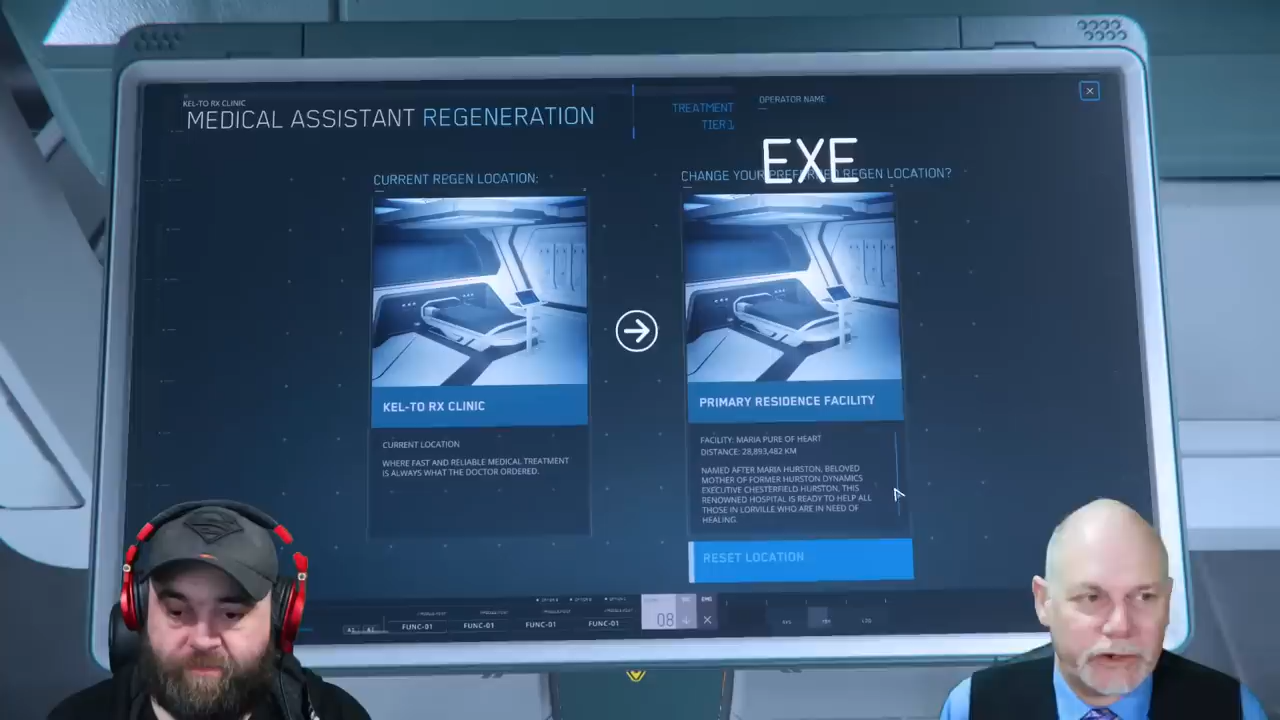 KEL-TO RX CLINIC
MEDICAL ASSISTANT REGENERATION
TREATMENT
TIER 1
OPERATOR NAME
EXE
CURRENT REGEN LOCATION:
CHANGE YOUR PREFERRED REGEN LOCATION?
KEL-TO RX CLINIC
CURRENT LOCATION
WHERE FAST AND RELIABLE MEDICAL TREATMENT
IS ALWAYS WHAT THE DOCTOR ORDERED.
PRIMARY RESIDENCE FACILITY
FACILITY: MARIA PURE OF HEART
DISTANCE: 28,893,482 KM
NAMED AFTER MARIA HURSTON, BELOVED
MOTHER OF FORMER HURSTON DYNAMICS
EXECUTIVE CHESTERFIELD HURSTON, THIS
RENOWNED HOSPITAL IS READY TO HELP ALL
THOSE IN LORVILLE WHO ARE IN NEED OF
HEALING.
RESET LOCATION
FUNC-01
FUNC-01
FUNC-01
FUNC-01
08